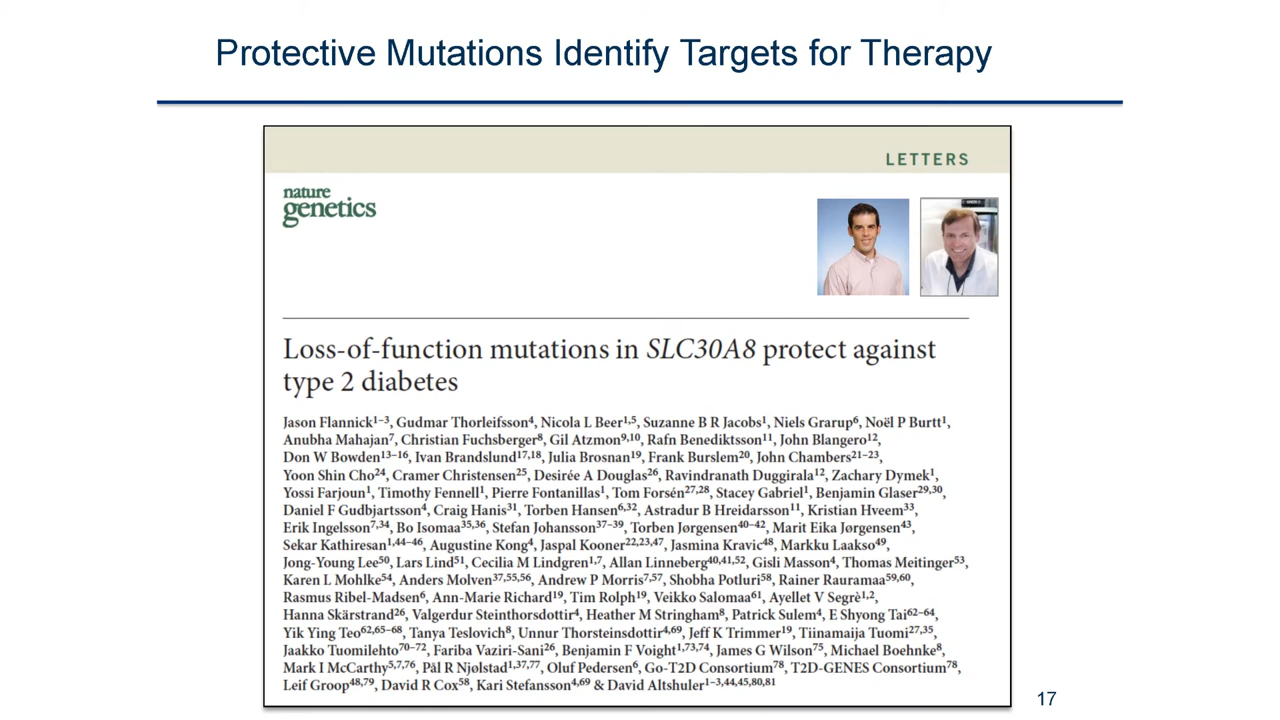 Protective Mutations Identify Targets for Therapy
LETTERS
nature
genetics
Loss-of-function mutations in SLC30A8 protect against
type 2 diabetes
Jason Flannick1–3, Gudmar Thorleifsson4, Nicola L Beer1,5, Suzanne B R Jacobs1, Niels Grarup6, Noël P Burtt1,
Anubha Mahajan7, Christian Fuchsberger8, Gil Atzmon9,10, Rafn Benediktsson11, John Blangero12,
Don W Bowden13–16, Ivan Brandslund17,18, Julia Brosnan19, Frank Burslem20, John Chambers21–23,
Yoon Shin Cho24, Cramer Christensen25, Desirée A Douglas26, Ravindranath Duggirala12, Zachary Dymek1,
Yossi Farjoun1, Timothy Fennell1, Pierre Fontanillas1, Tom Forsén27,28, Stacey Gabriel1, Benjamin Glaser29,30,
Daniel F Gudbjartsson4, Craig Hanis31, Torben Hansen6,32, Astradur B Hreidarsson11, Kristian Hveem33,
Erik Ingelsson7,34, Bo Isomaa35,36, Stefan Johansson37–39, Torben Jørgensen40–42, Marit Eika Jørgensen43,
Sekar Kathiresan1,44–46, Augustine Kong4, Jaspal Kooner22,23,47, Jasmina Kravic48, Markku Laakso49,
Jong-Young Lee50, Lars Lind51, Cecilia M Lindgren1,7, Allan Linneberg40,41,52, Gisli Masson4, Thomas Meitinger53,
Karen L Mohlke54, Anders Molven37,55,56, Andrew P Morris7,57, Shobha Potluri58, Rainer Rauramaa59,60,
Rasmus Ribel-Madsen6, Ann-Marie Richard19, Tim Rolph19, Veikko Salomaa61, Ayellet V Segrè1,2,
Hanna Skärstrand26, Valgerdur Steinthorsdottir4, Heather M Stringham8, Patrick Sulem4, E Shyong Tai62–64,
Yik Ying Teo62,65–68, Tanya Teslovich8, Unnur Thorsteinsdottir4,69, Jeff K Trimmer19, Tiinamaija Tuomi27,35,
Jaakko Tuomilehto70–72, Fariba Vaziri-Sani26, Benjamin F Voight1,73,74, James G Wilson75, Michael Boehnke8,
Mark I McCarthy5,7,76, Pål R Njølstad1,37,77, Oluf Pedersen6, Go-T2D Consortium78, T2D-GENES Consortium78,
Leif Groop48,79, David R Cox58, Kari Stefansson4,69 & David Altshuler1–3,44,45,80,81
17